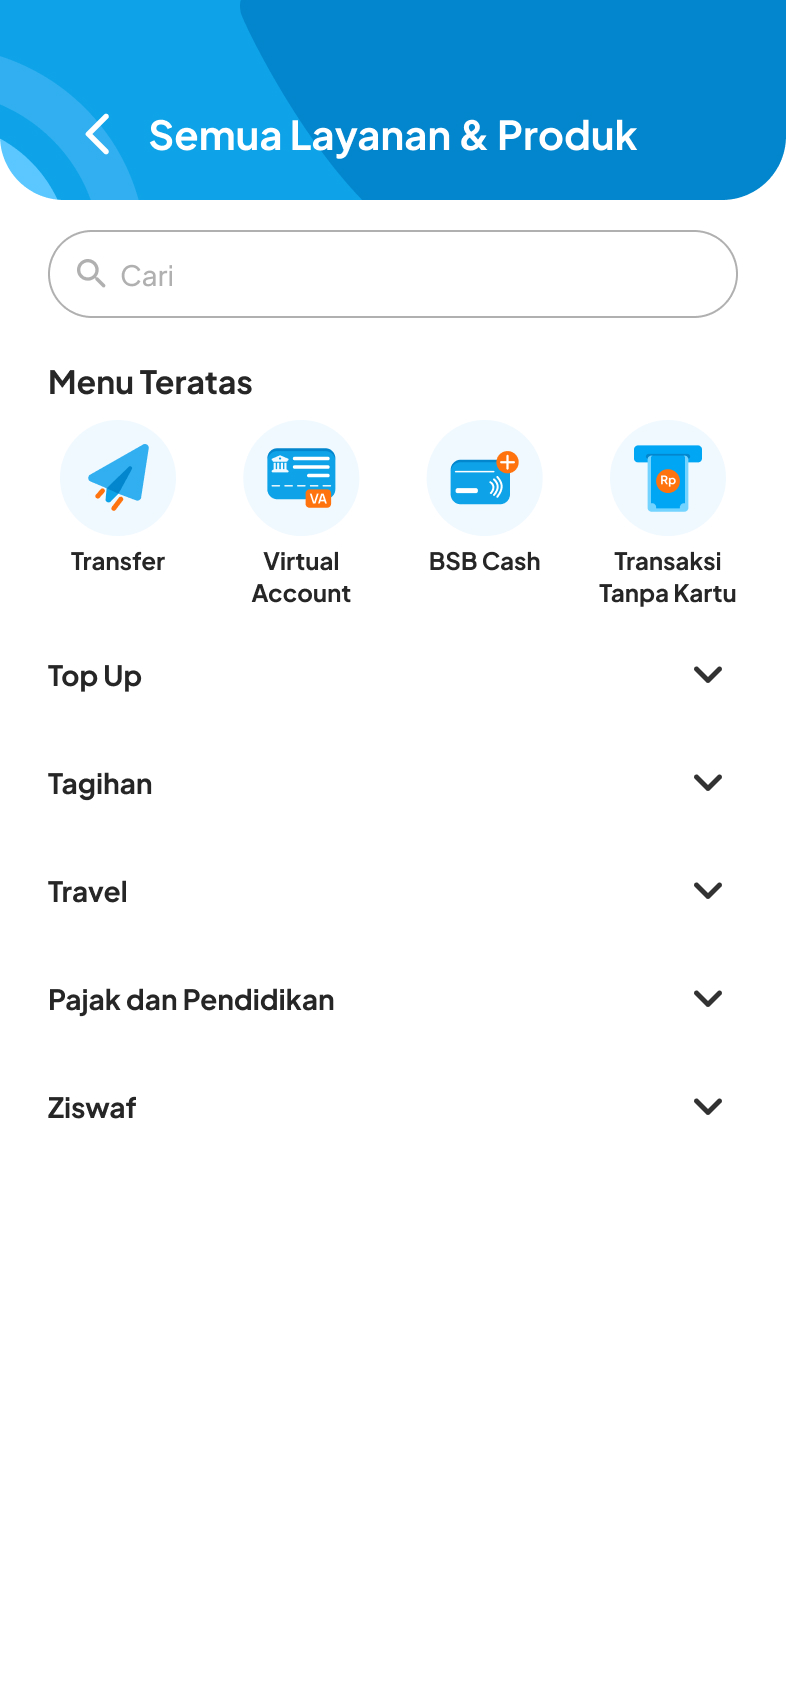 Semua Layanan & Produk
Cari
Menu Teratas
VA
Rp
Transfer
Virtual
Account
BSB Cash
Transaksi
Tanpa Kartu
Top Up
Tagihan
Travel
Pajak dan Pendidikan
Ziswaf